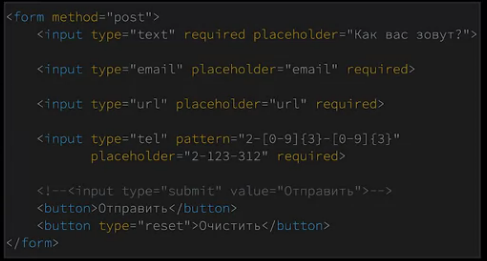 <form method="post">
<input type="text" required placeholder="Как вас зовут?">
<input type="email" placeholder="email" required>
<input type="url" placeholder="url" required>
<input type="tel" pattern="2-[0-9]{3}-[0-9]{3}"
placeholder="2-123-312" required>
<!--<input type="submit" value="Отправить">-->
<button>Отправить</button>
<button type="reset">Очистить</button>
</form>